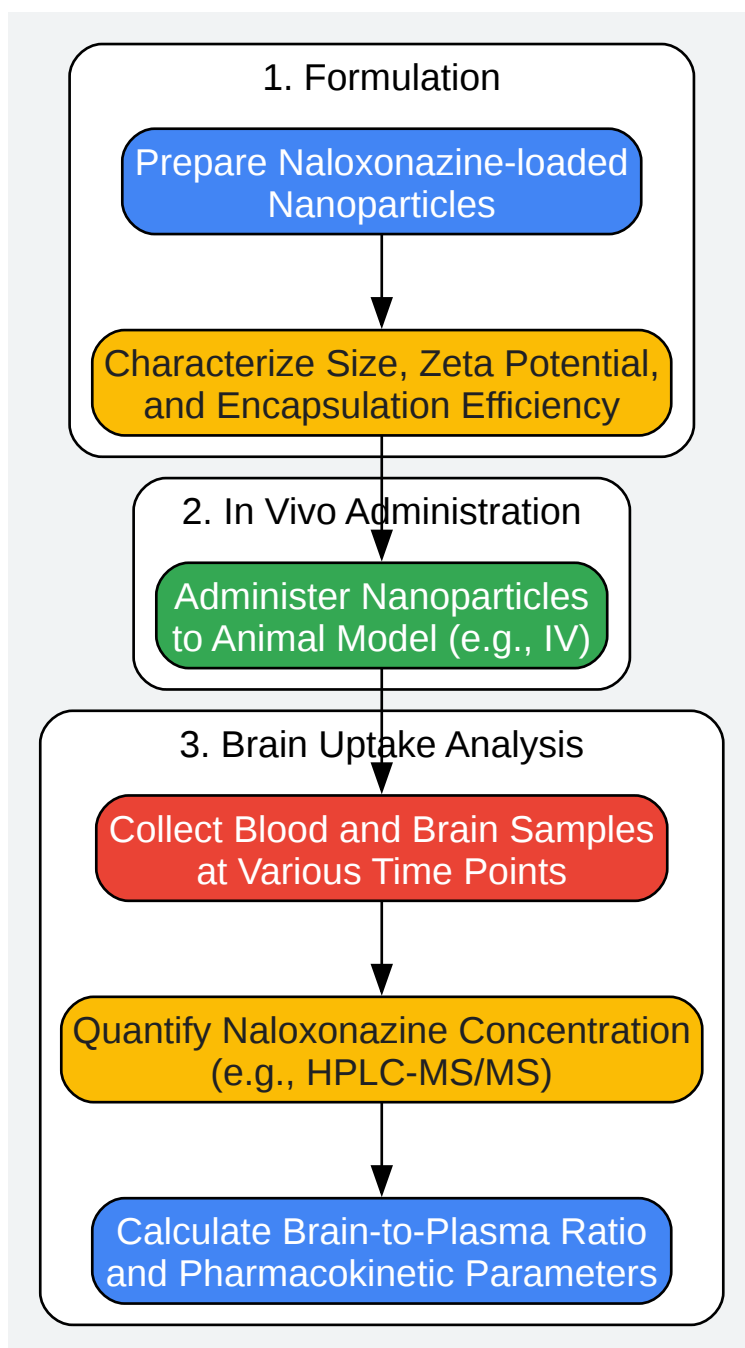 1. Formulation
Prepare Naloxonazine-loaded
Nanoparticles
Characterize Size, Zeta Potential,
and Encapsulation Efficiency
2. In Vivo Administration
Administer Nanoparticles
to Animal Model (e.g., IV)
3. Brain Uptake Analysis
Collect Blood and Brain Samples
at Various Time Points
Quantify Naloxonazine Concentration
(e.g., HPLC-MS/MS)
Calculate Brain-to-Plasma Ratio
and Pharmacokinetic Parameters